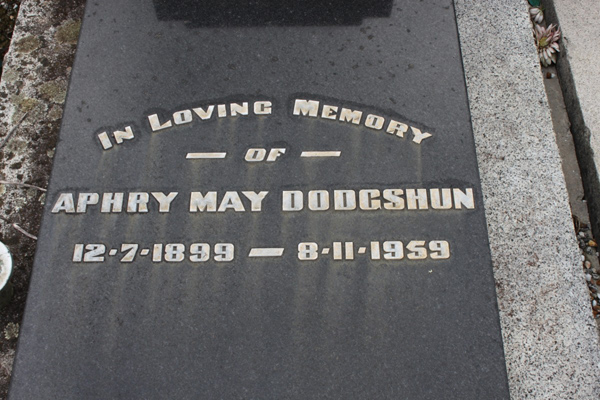 In Loving Memory
— OF —
APHRY MAY DODGSHUN
12·7·1899 — 8·11·1959